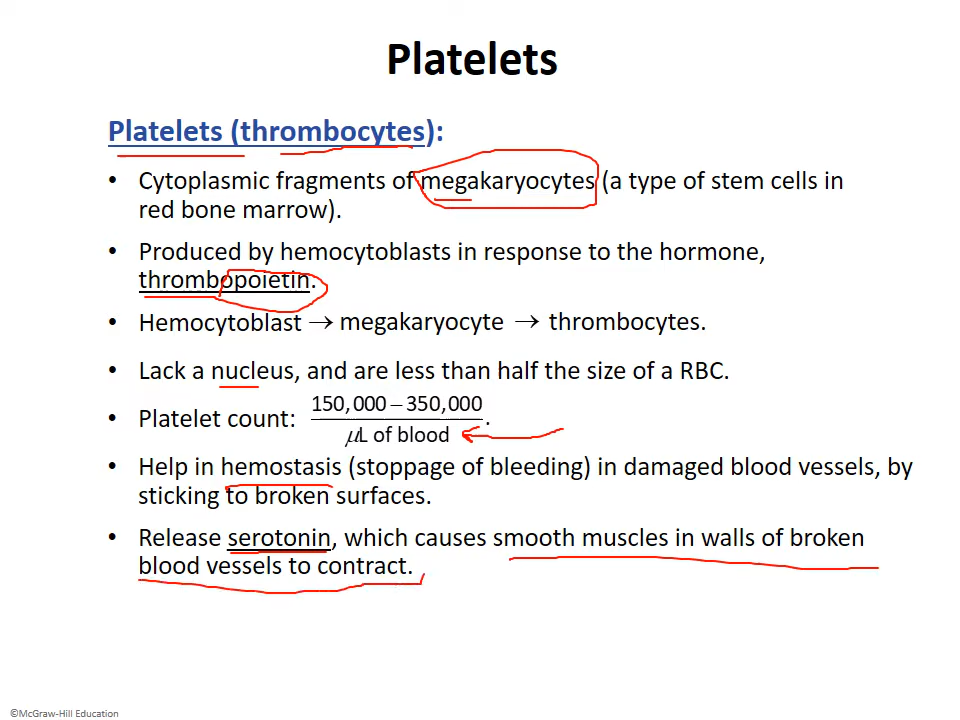 Platelets
Platelets (thrombocytes):
• Cytoplasmic fragments of megakaryocytes (a type of stem cells in
red bone marrow).
• Produced by hemocytoblasts in response to the hormone,
thrombopoietin.
• Hemocytoblast → megakaryocyte → thrombocytes.
• Lack a nucleus, and are less than half the size of a RBC.
• Platelet count: 150,000 – 350,000
μL of blood.
• Help in hemostasis (stoppage of bleeding) in damaged blood vessels, by
sticking to broken surfaces.
• Release serotonin, which causes smooth muscles in walls of broken
blood vessels to contract.
©McGraw-Hill Education